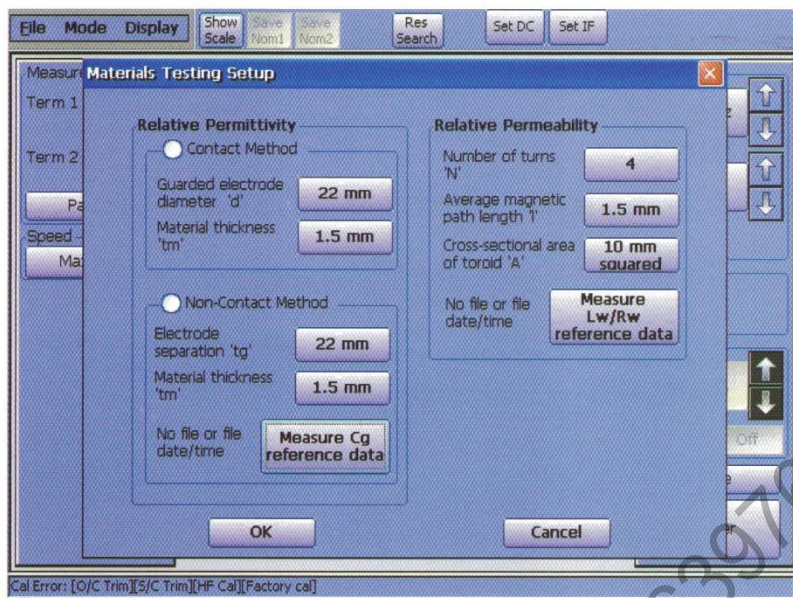 File Mode Display
Show Scale
Save Nom1
Save Nom2
Res Search
Set DC
Set IF
Materials Testing Setup
Measure
Term 1
Term 2
Speed
Relative Permittivity
Contact Method
Guarded electrode
diameter 'd'
22 mm
Material thickness
'tm'
1.5 mm
Non-Contact Method
Electrode
separation 'tg'
22 mm
Material thickness
'tm'
1.5 mm
No file or file
date/time
Measure Cg
reference data
Relative Permeability
Number of turns
'N'
4
Average magnetic
path length 'l'
1.5 mm
Cross-sectional area
of toroid 'A'
10 mm
squared
No file or file
date/time
Measure
Lw/Rw
reference data
Off
OK
Cancel
Cal Error: [O/C Trim][S/C Trim][HF Cal][Factory cal]